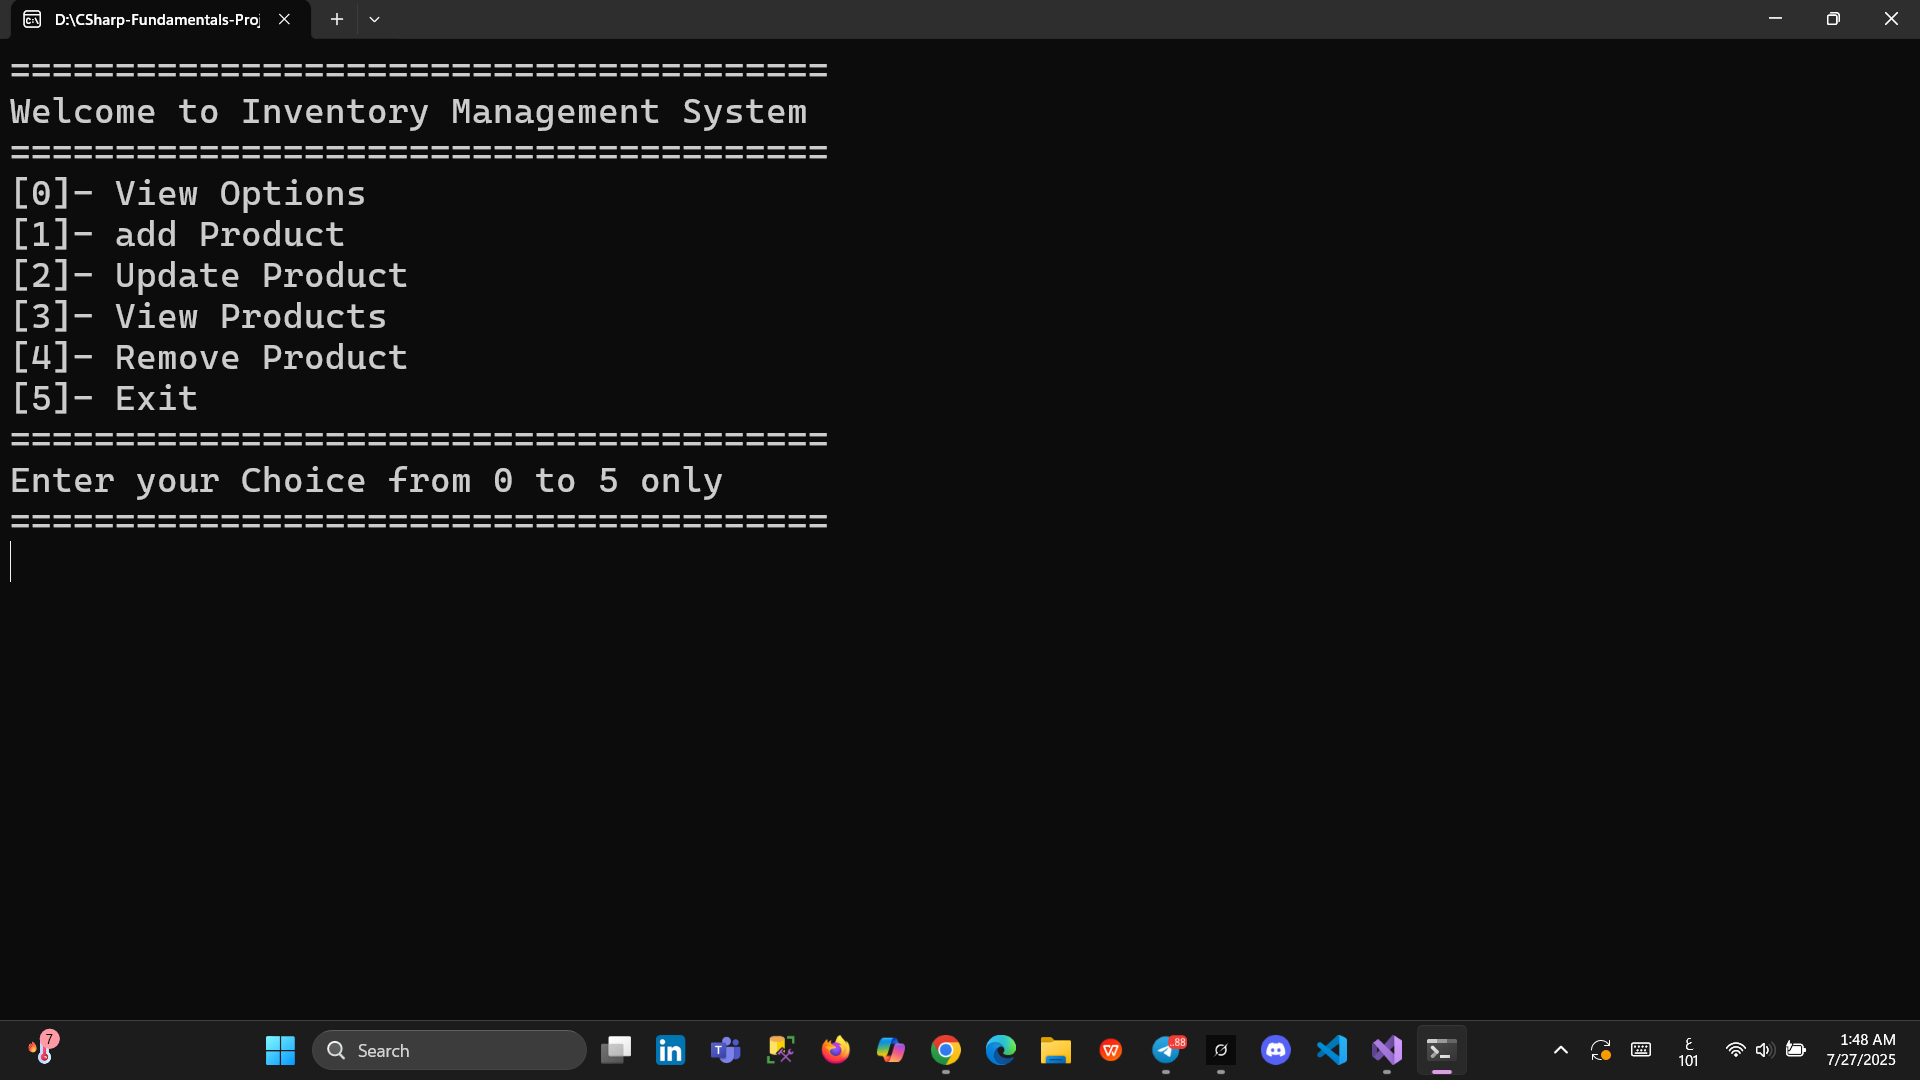 D:\CSharp-Fundamentals-Proj
=======================================
Welcome to Inventory Management System
=======================================
[0]- View Options
[1]- add Product
[2]- Update Product
[3]- View Products
[4]- Remove Product
[5]- Exit
=======================================
Enter your Choice from 0 to 5 only
=======================================
7
Search
..88
ع
101
1:48 AM
7/27/2025